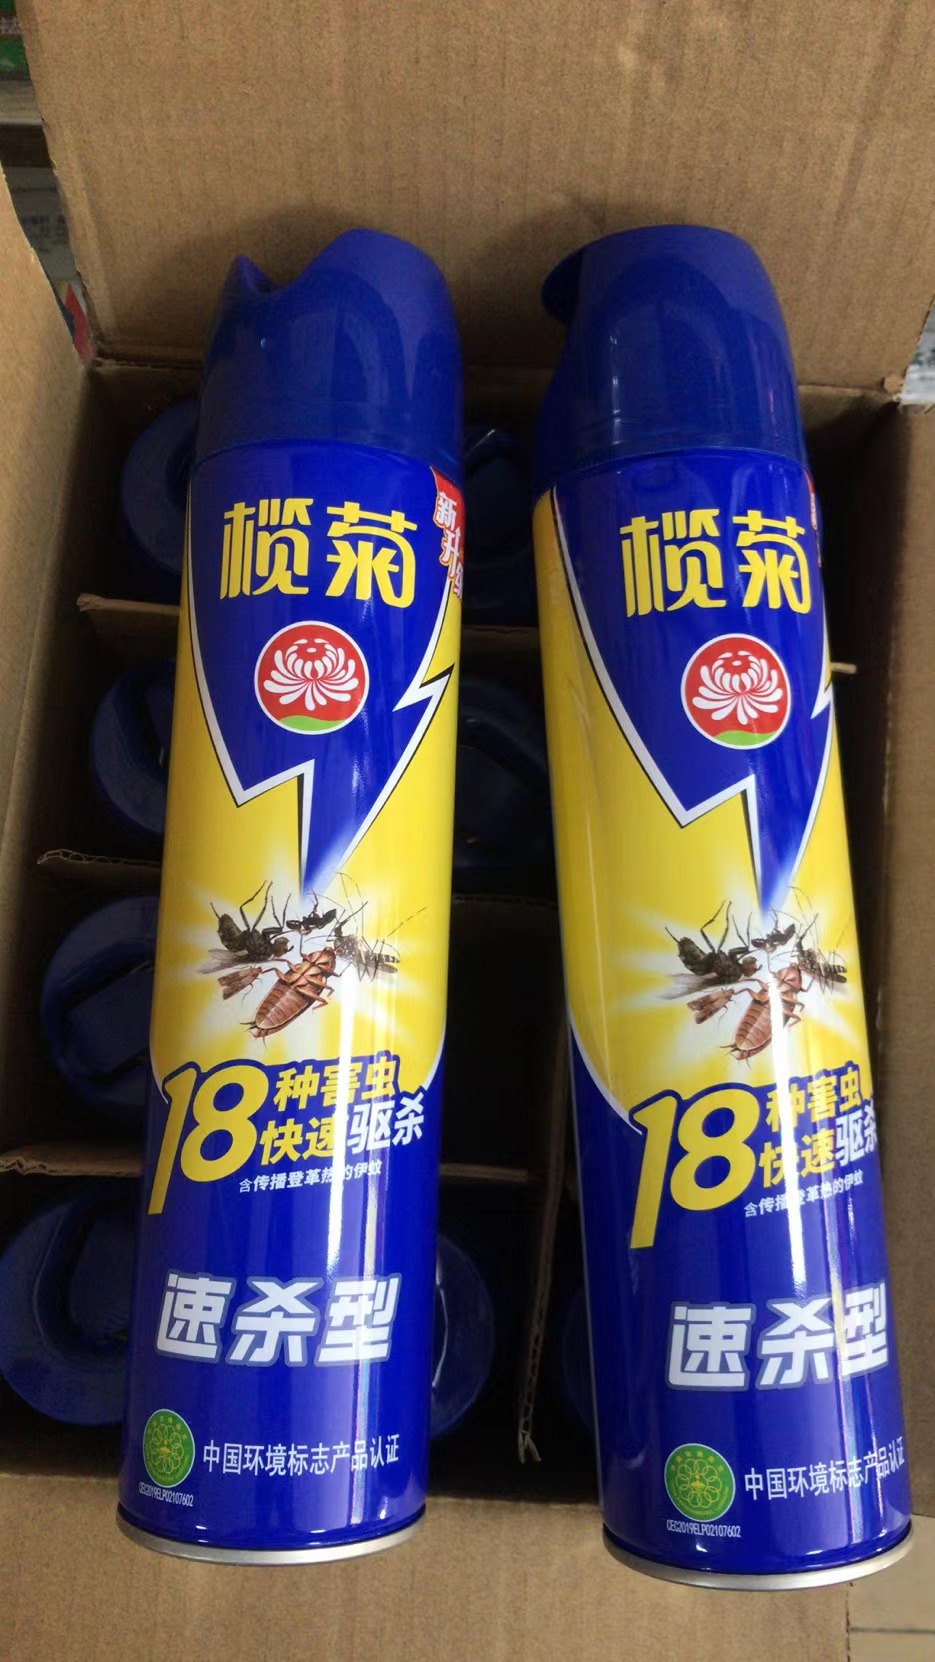 榄菊
新升级
18种害虫
快速驱杀
含传播登革热的伊蚊
速杀型
中国环境标志产品认证
CEC2019ELP02107602
榄菊
18种害虫
快速驱杀
含传播登革热的伊蚊
速杀型
中国环境标志产品认证
CEC2019ELP02107602